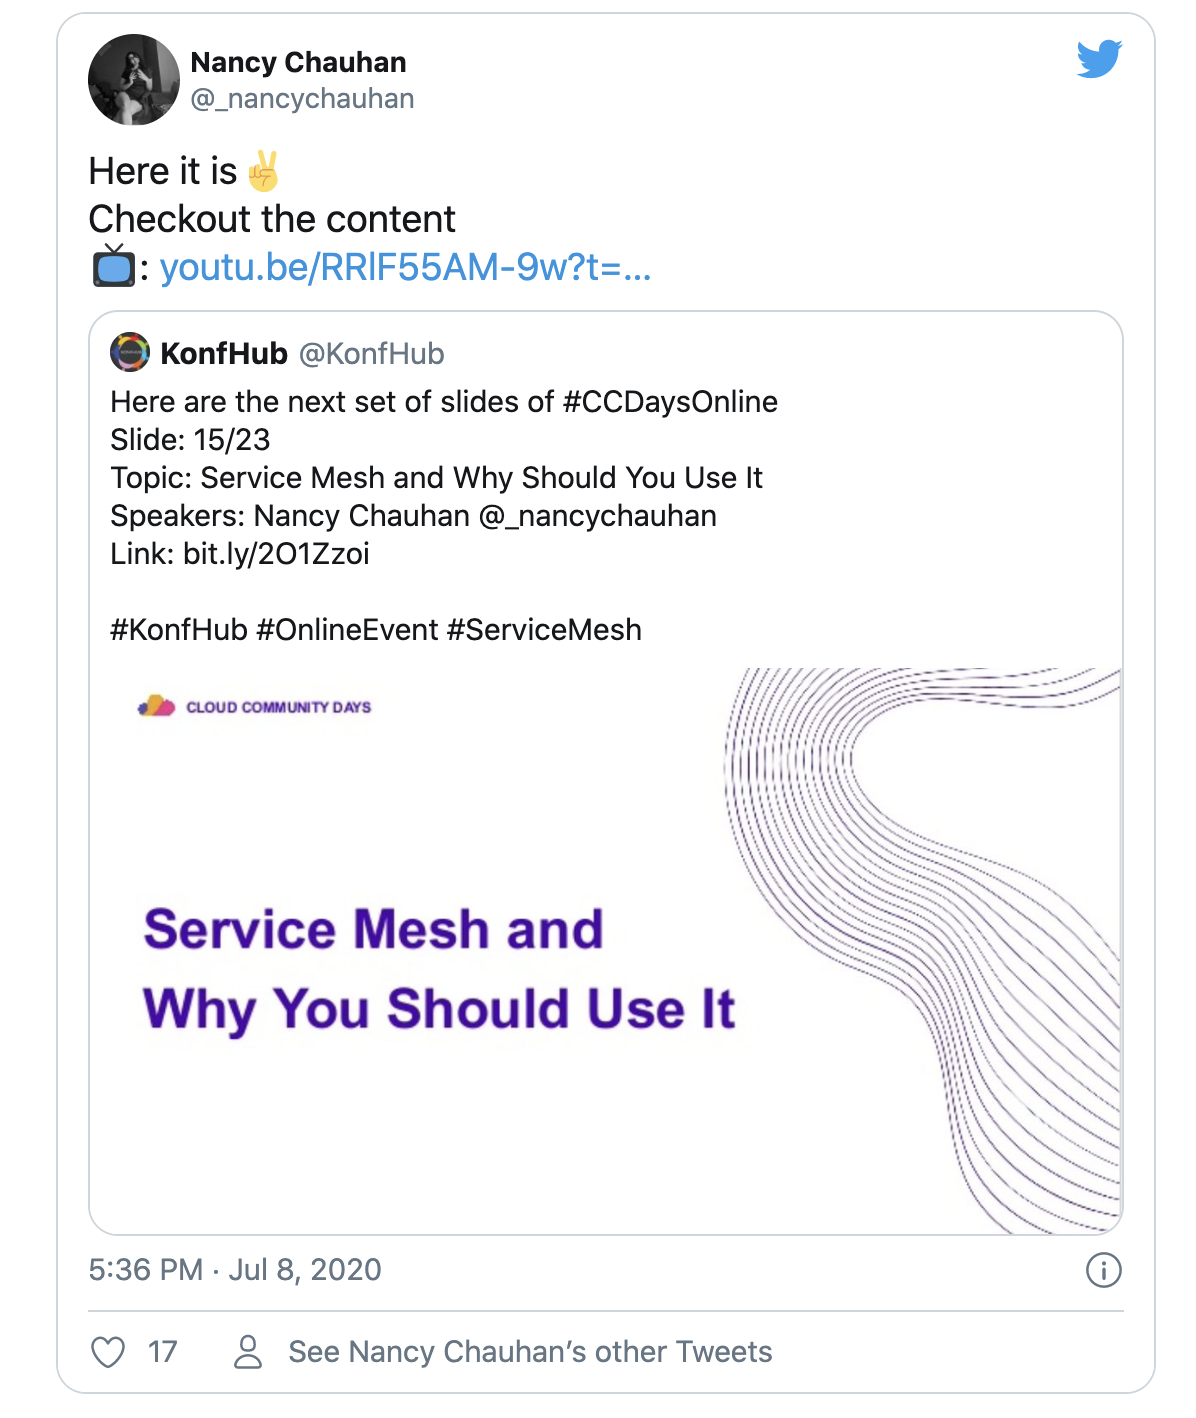 Nancy Chauhan
@_nancychauhan
Here it is✌
Checkout the content
📺: youtu.be/RRlF55AM-9w?t=...
KonfHub @KonfHub
Here are the next set of slides of #CCDaysOnline
Slide: 15/23
Topic: Service Mesh and Why Should You Use It
Speakers: Nancy Chauhan @_nancychauhan
Link: bit.ly/2O1Zzoi
#KonfHub #OnlineEvent #ServiceMesh
CLOUD COMMUNITY DAYS
Service Mesh and
Why You Should Use It
5:36 PM · Jul 8, 2020
17 See Nancy Chauhan’s other Tweets